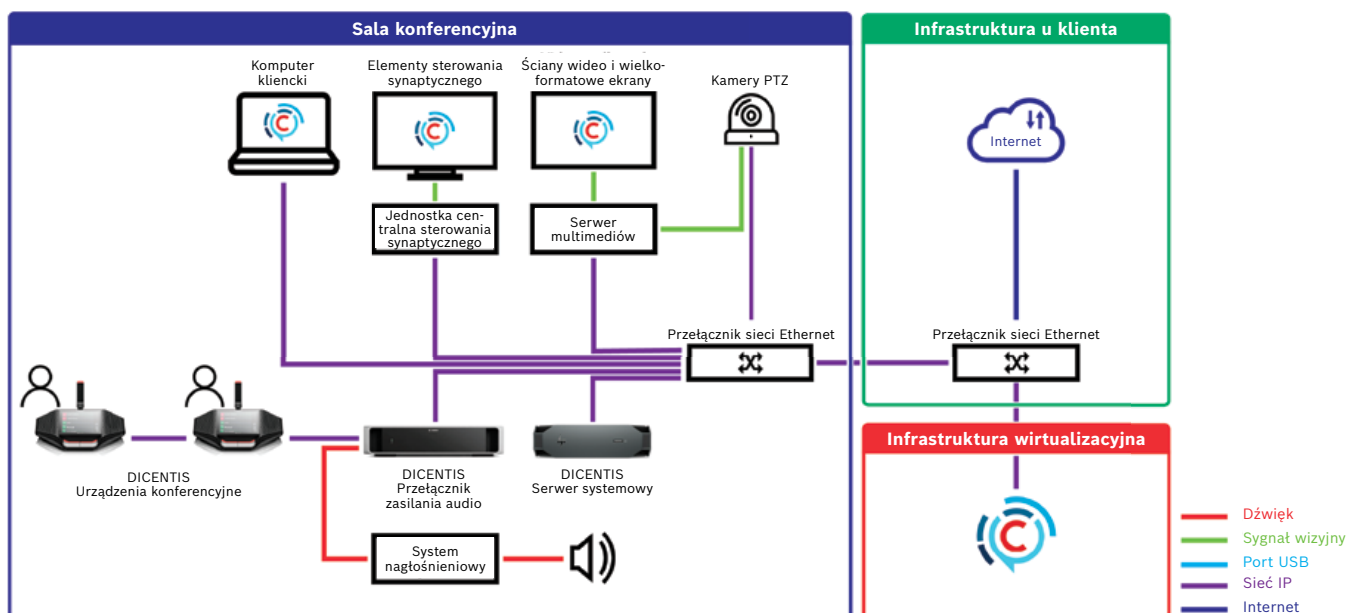 Sala konferencyjna
Infrastruktura u klienta
Komputer
kliencki
Elementy sterowania
synaptycznego
Ściany wideo i wielko-
formatowe ekrany
Kamery PTZ
Internet
Jednostka cen-
tralna sterowania
synaptycznego
Serwer
multimediów
Przełącznik sieci Ethernet
Przełącznik sieci Ethernet
Infrastruktura wirtualizacyjna
DICENTIS
Urządzenia konferencyjne
DICENTIS
Przełącznik
zasilania audio
DICENTIS
Serwer systemowy
System
nagłośnieniowy
Dźwięk
Sygnał wizyjny
Port USB
Sieć IP
Internet